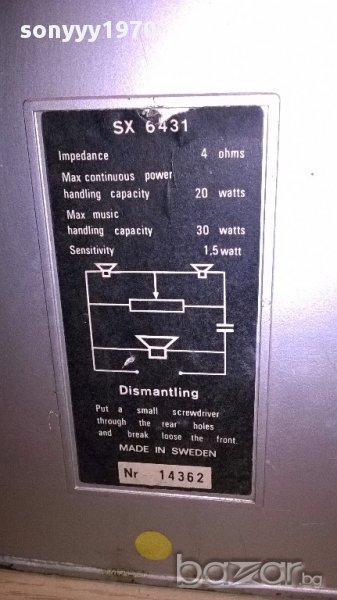 sonyyy1970
SX 6431
Impedance 4 ohms
Max continuous power
handling capacity 20 watts
Max music
handling capacity 30 watts
Sensitivity 1,5 watt
Dismantling
Put a small screwdriver
through the rear holes
and break loose the front.
MADE IN SWEDEN
Nr 14362
bazar.bg